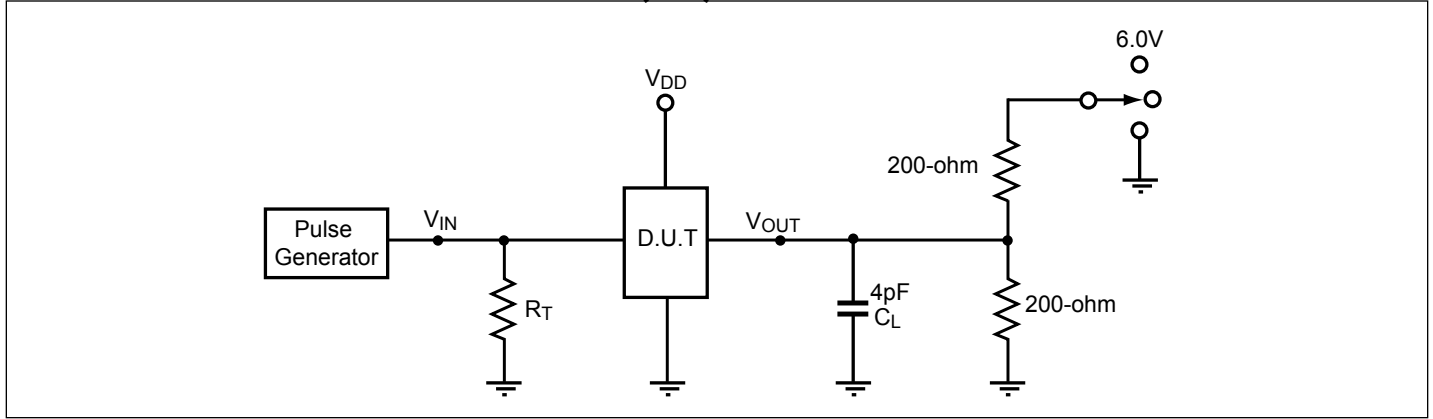 6.0V
VDD
200-ohm
Pulse
Generator
VIN
D.U.T
VOUT
RT
4pF
CL
200-ohm